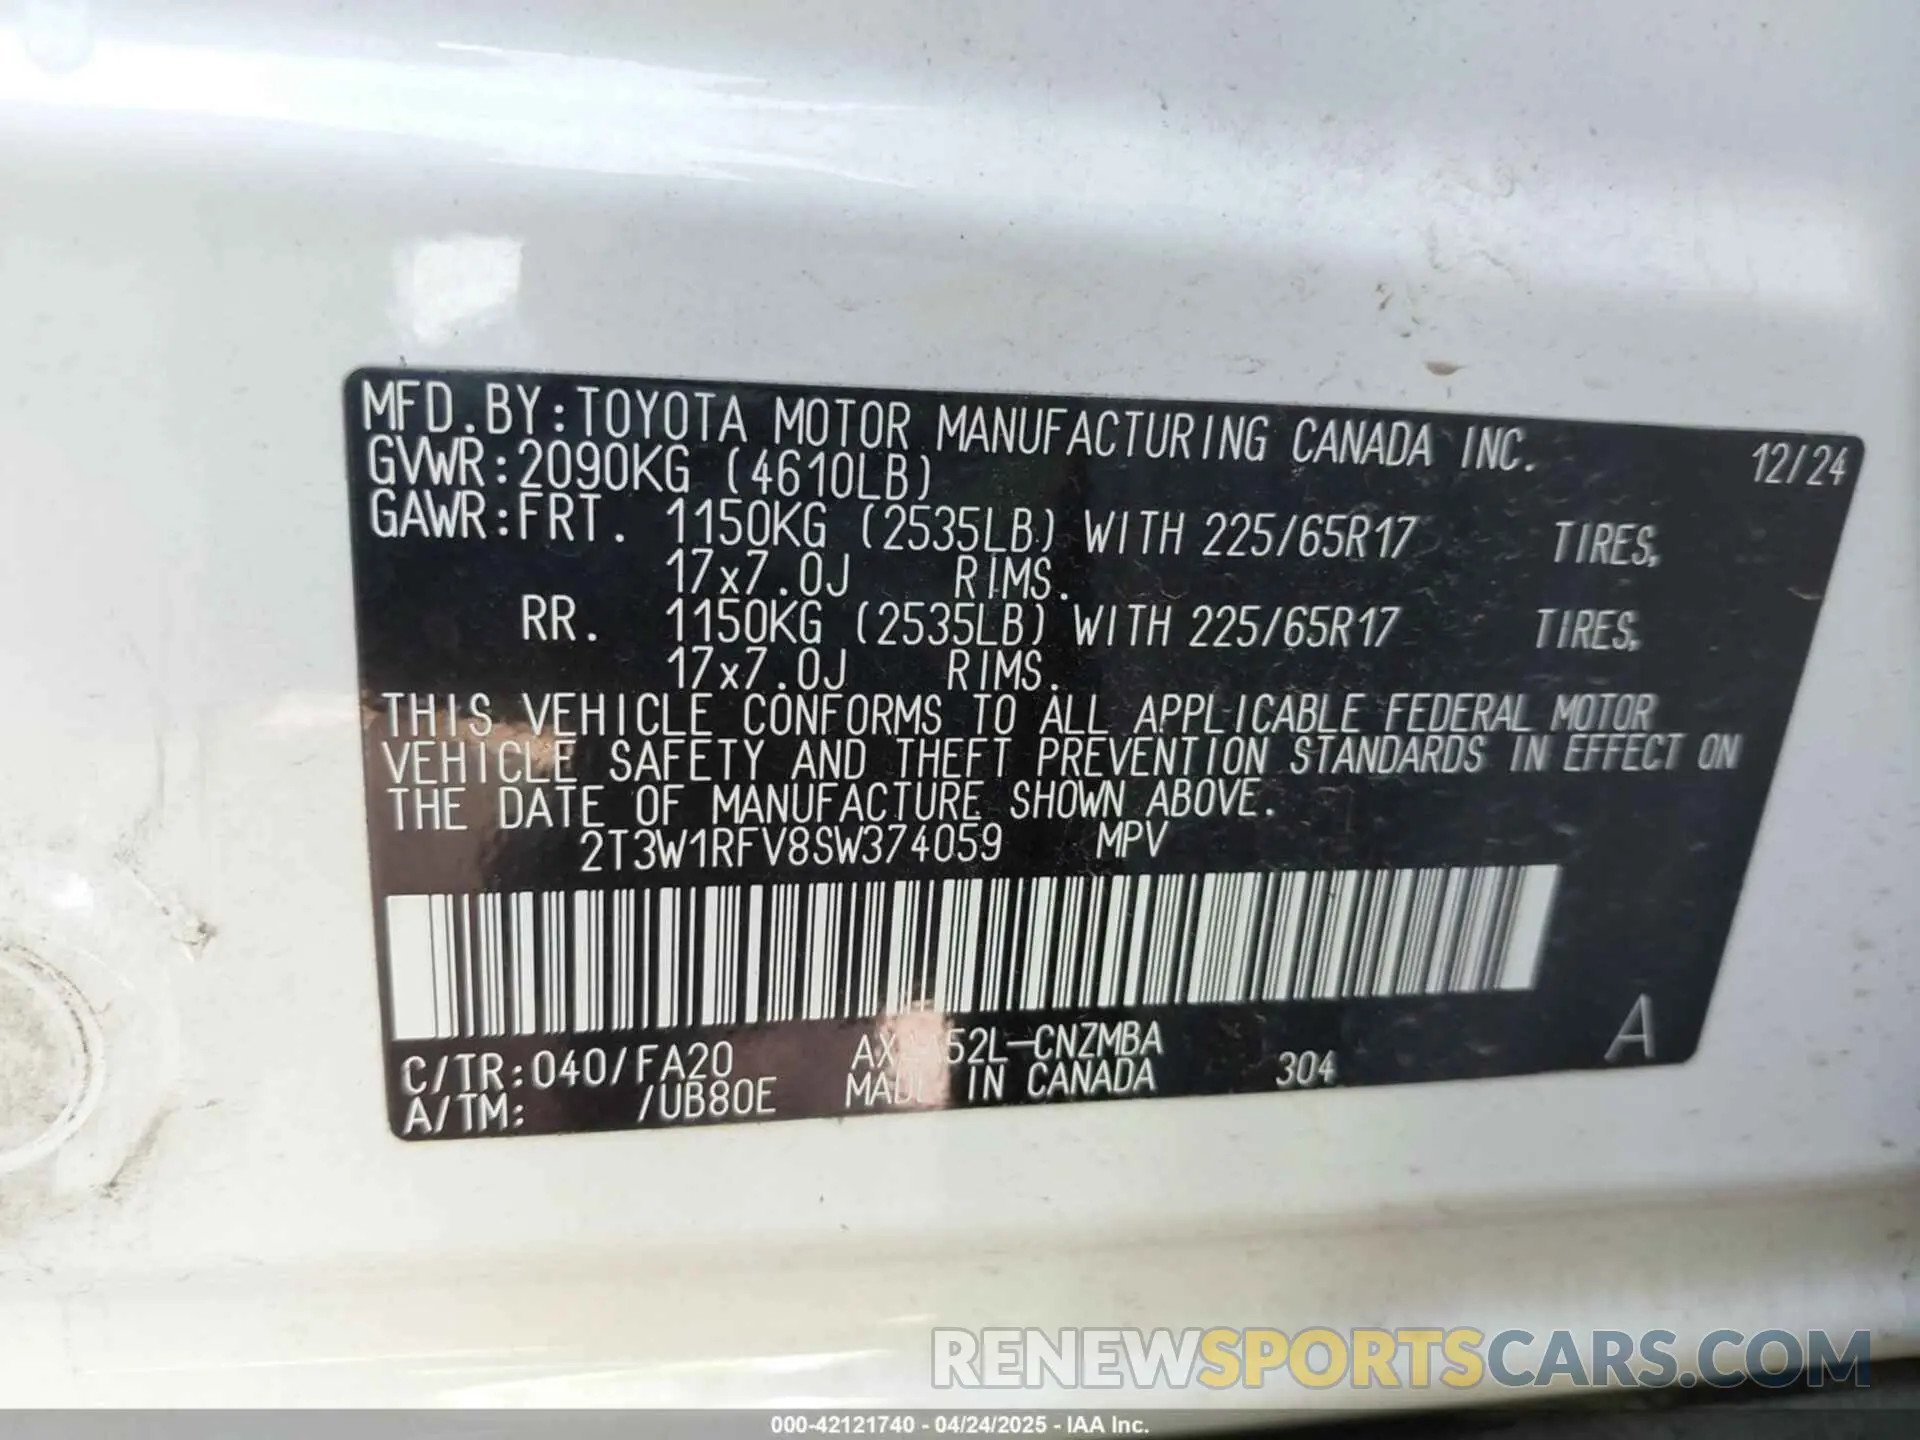 MFD.BY:TOYOTA MOTOR MANUFACTURING CANADA INC. 12/24
GVWR:2090KG (4610LB)
GAWR:FRT. 1150KG (2535LB) WITH 225/65R17 TIRES,
17x7.0J RIMS.
RR. 1150KG (2535LB) WITH 225/65R17 TIRES,
17x7.0J RIMS.
THIS VEHICLE CONFORMS TO ALL APPLICABLE FEDERAL MOTOR
VEHICLE SAFETY AND THEFT PREVENTION STANDARDS IN EFFECT ON
THE DATE OF MANUFACTURE SHOWN ABOVE.
2T3W1RFV8SW374059 MPV
C/TR:040/FA20 
A/TM: /UB80E MADE IN CANADA 304 A
RENEWSPORTSCARS.COM
000-42121740 - 04/24/2025 - IAA Inc.